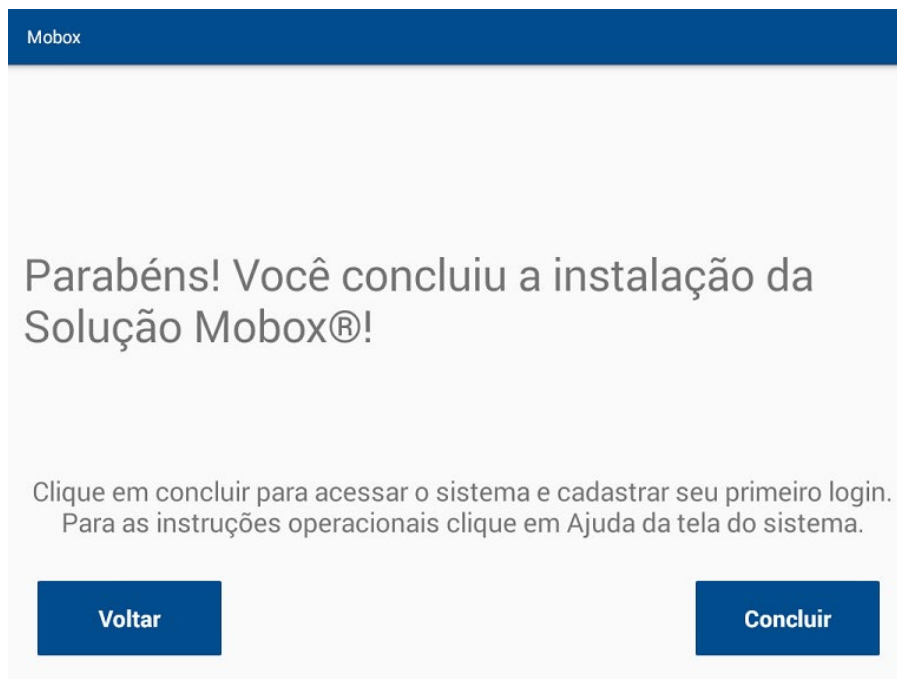 Mobox
Parabéns! Você concluiu a instalação da
Solução Mobox®!
Clique em concluir para acessar o sistema e cadastrar seu primeiro login.
Para as instruções operacionais clique em Ajuda da tela do sistema.
Voltar
Concluir